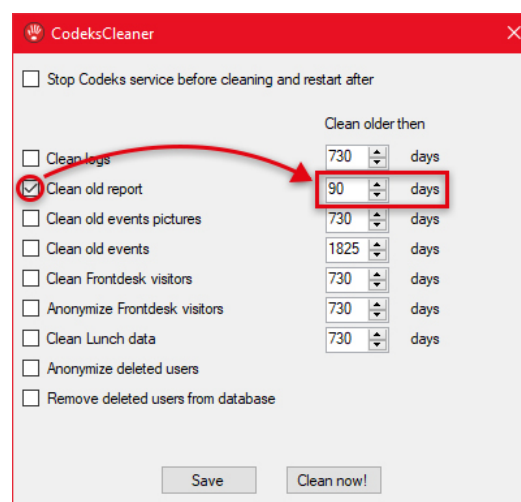 CodeksCleaner
Stop Codeks service before cleaning and restart after
Clean older then
Clean logs 730 days
Clean old report 90 days
Clean old events pictures 730 days
Clean old events 1825 days
Clean Frontdesk visitors 730 days
Anonymize Frontdesk visitors 730 days
Clean Lunch data 730 days
Anonymize deleted users
Remove deleted users from database
Save Clean now!